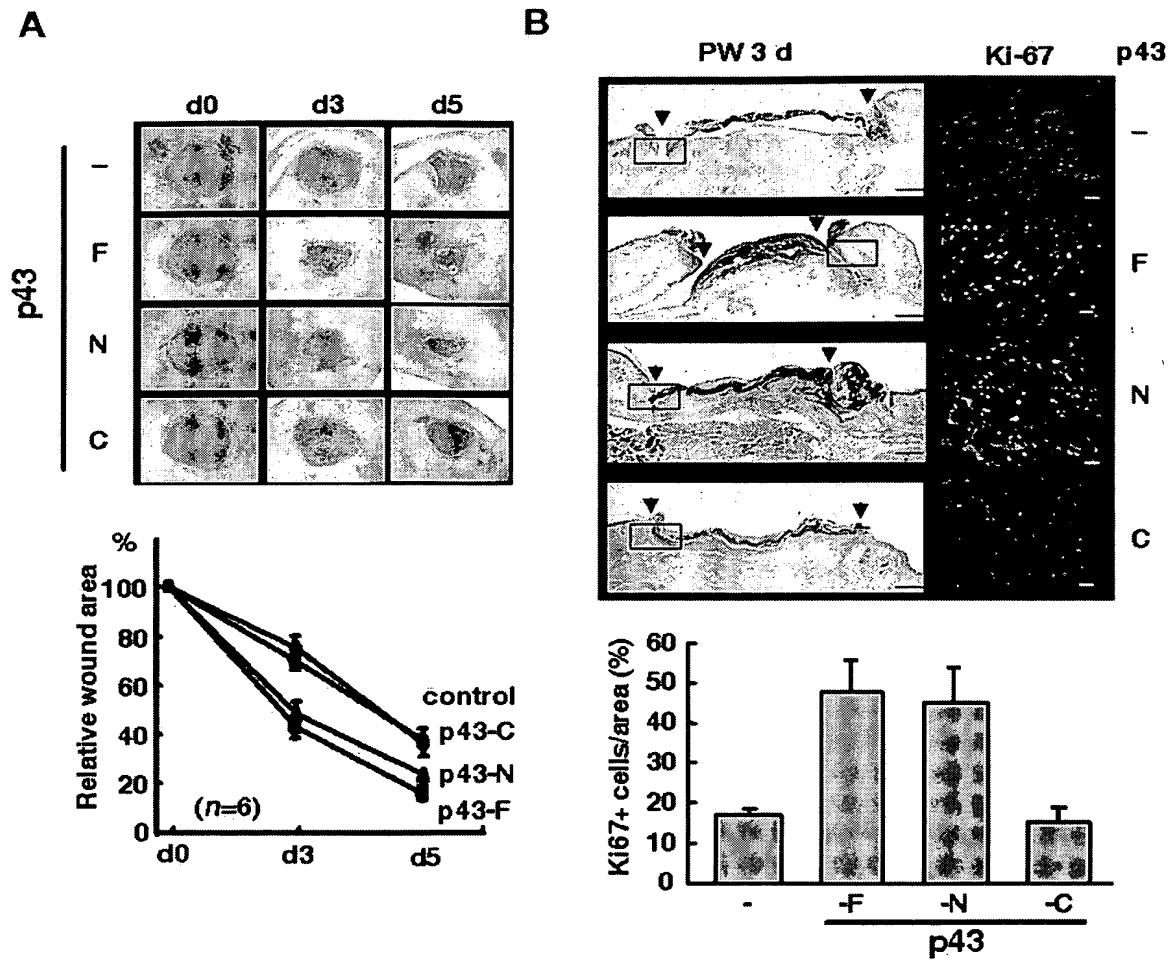 A
d0 d3 d5
–
F
N
C
p43
%
100
80
60
40
20
0
Relative wound area
control
p43-C
p43-N
p43-F
(n=6)
d0 d3 d5
B
PW 3 d Ki-67 p43
–
F
N
C
60
50
40
30
20
10
0
Ki67+ cells/area (%)
- -F -N -C
p43